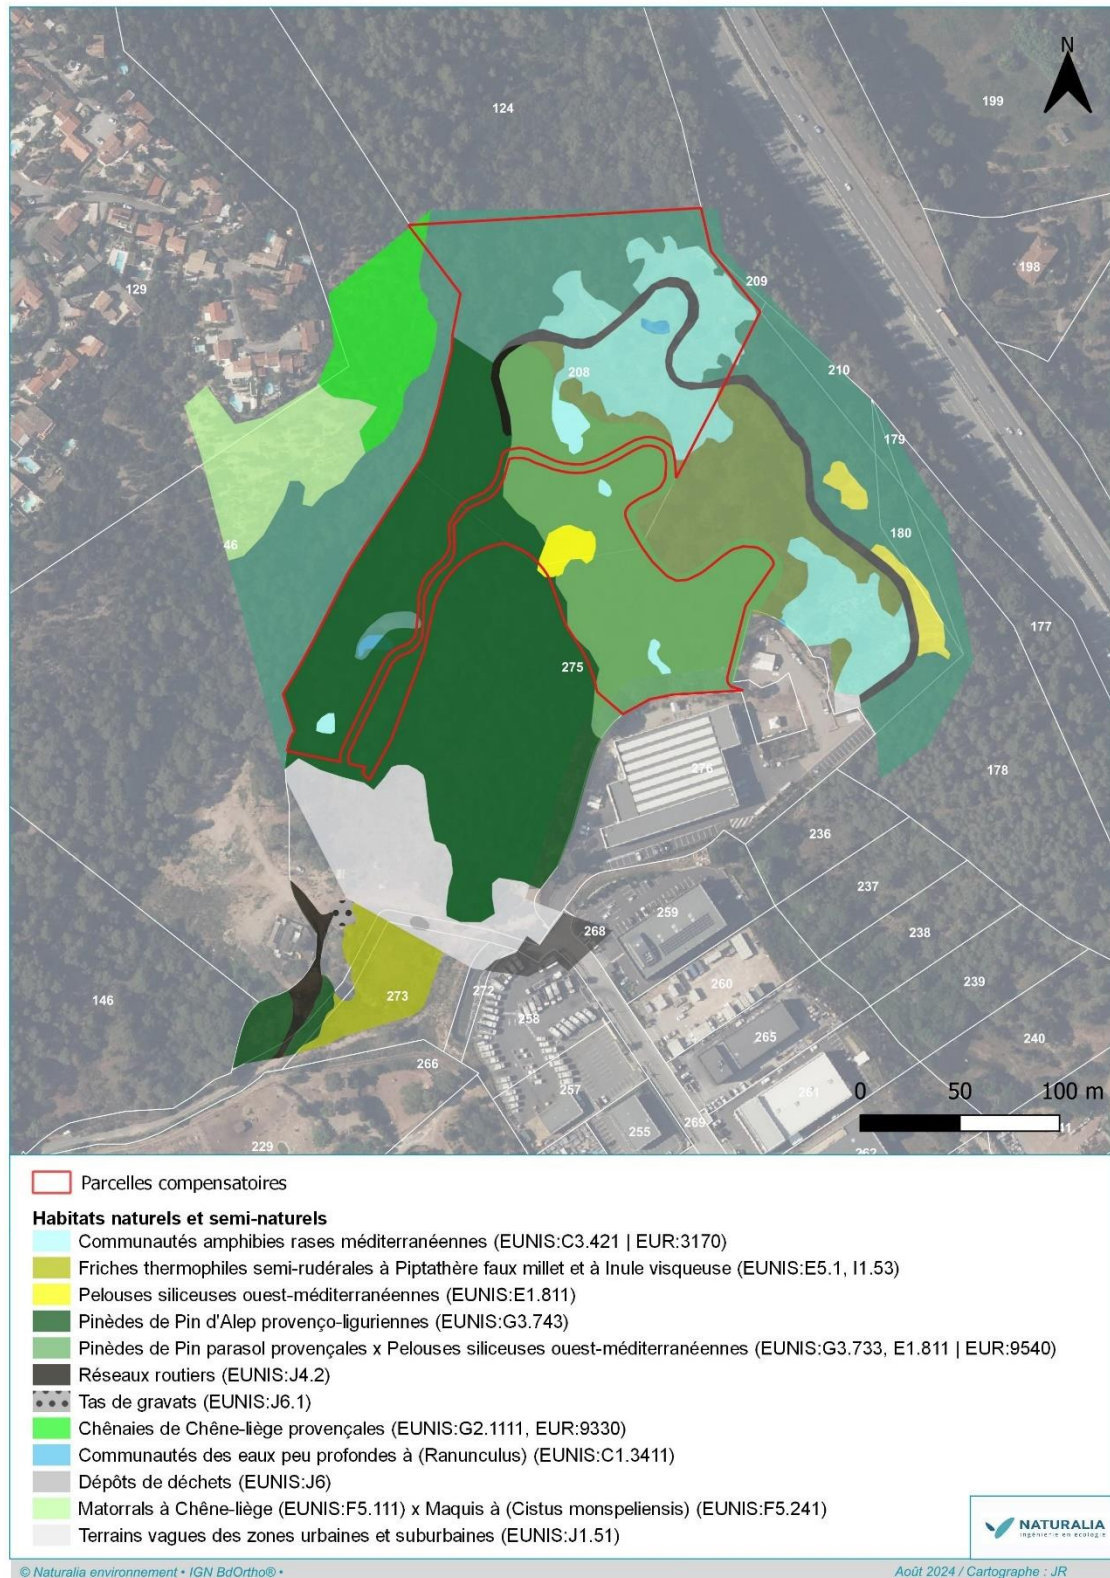 N
124
199
129
198
209
208
210
179
46
180
177
275
178
276
236
237
259
238
268
239
146
273
272
260
258
240
265
266
257
261
0 50 100 m
229
255
269
11
262
Parcelles compensatoires
Habitats naturels et semi-naturels
Communautés amphibies rases méditerranéennes (EUNIS:C3.421 | EUR:3170)
Friches thermophiles semi-rudérales à Piptathère faux millet et à Inule visqueuse (EUNIS:E5.1, I1.53)
Pelouses siliceuses ouest-méditerranéennes (EUNIS:E1.811)
Pinèdes de Pin d'Alep provenço-liguriennes (EUNIS:G3.743)
Pinèdes de Pin parasol provençales x Pelouses siliceuses ouest-méditerranéennes (EUNIS:G3.733, E1.811 | EUR:9540)
Réseaux routiers (EUNIS:J4.2)
Tas de gravats (EUNIS:J6.1)
Chênaies de Chêne-liège provençales (EUNIS:G2.1111, EUR:9330)
Communautés des eaux peu profondes à (Ranunculus) (EUNIS:C1.3411)
Dépôts de déchets (EUNIS:J6)
Matorrals à Chêne-liège (EUNIS:F5.111) x Maquis à (Cistus monspeliensis) (EUNIS:F5.241)
Terrains vagues des zones urbaines et suburbaines (EUNIS:J1.51)
NATURALIA
Ingénierie en écologie
© Naturalia environnement • IGN BdOrtho® •
Août 2024 / Cartographe : JR